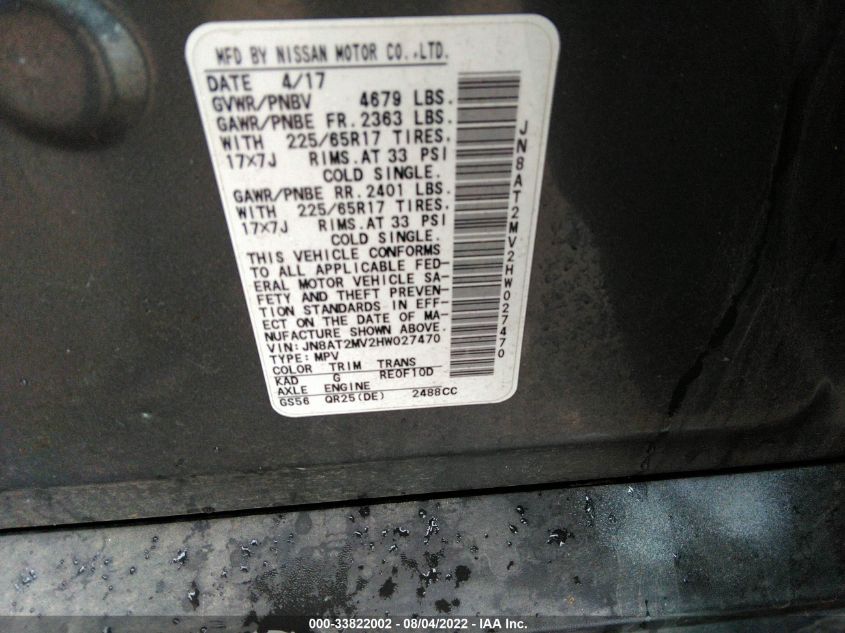 MFD BY NISSAN MOTOR CO.,LTD.
DATE 4/17
GVWR/PNBV 4679 LBS.
GAWR/PNBE FR. 2363 LBS.
WITH 225/65R17 TIRES.
17×7J RIMS. AT 33 PSI
COLD SINGLE.
GAWR/PNBE RR. 2401 LBS.
WITH 225/65R17 TIRES.
17×7J RIMS. AT 33 PSI
COLD SINGLE.
THIS VEHICLE CONFORMS
TO ALL APPLICABLE FED-
ERAL MOTOR VEHICLE SA-
FETY AND THEFT PREVEN-
TION STANDARDS IN EFF-
ECT ON THE DATE OF MA-
NUFACTURE SHOWN ABOVE.
VIN: JN8AT2MV2HW027470
TYPE: MPV
COLOR TRIM TRANS
KAD G RE0F10D
AXLE ENGINE
GS56 QR25(DE) 2488CC
JN8AT2MV2HW027470
000-33822002 - 08/04/2022 - IAA Inc.